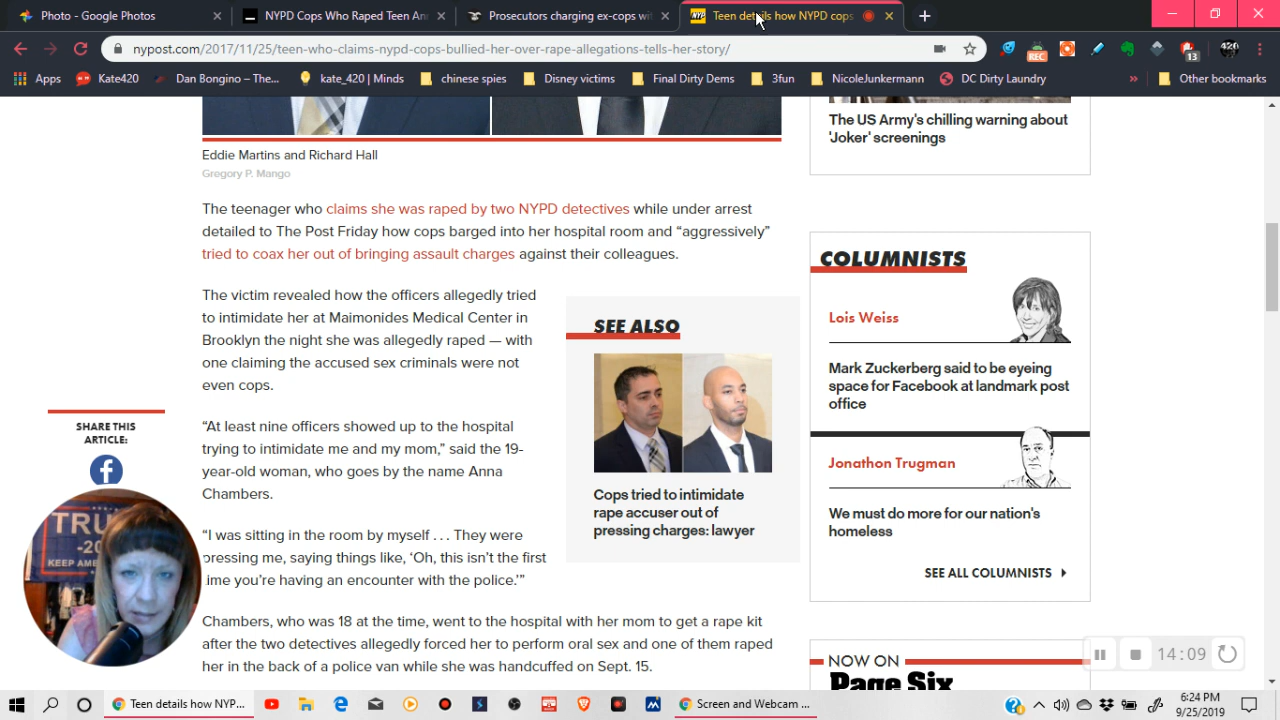 Photo - Google Photos
NYPD Cops Who Raped Teen Ann
Prosecutors charging ex-cops wit
Teen details how NYPD cops
nypost.com/2017/11/25/teen-who-claims-nypd-cops-bullied-her-over-rape-allegations-tells-her-story/
REC
13
420
Apps
Kate420
Dan Bongino – The...
kate_420 | Minds
chinese spies
Disney victims
Final Dirty Dems
3fun
NicoleJunkermann
DC Dirty Laundry
»
Other bookmarks
The US Army's chilling warning about
'Joker' screenings
Eddie Martins and Richard Hall
Gregory P. Mango
The teenager who claims she was raped by two NYPD detectives while under arrest
detailed to The Post Friday how cops barged into her hospital room and “aggressively”
tried to coax her out of bringing assault charges against their colleagues.
The victim revealed how the officers allegedly tried
to intimidate her at Maimonides Medical Center in
Brooklyn the night she was allegedly raped — with
one claiming the accused sex criminals were not
even cops.
“At least nine officers showed up to the hospital
trying to intimidate me and my mom,” said the 19-
year-old woman, who goes by the name Anna
Chambers.
“I was sitting in the room by myself . . . They were
pressing me, saying things like, ‘Oh, this isn’t the first
time you’re having an encounter with the police.’”
Chambers, who was 18 at the time, went to the hospital with her mom to get a rape kit
after the two detectives allegedly forced her to perform oral sex and one of them raped
her in the back of a police van while she was handcuffed on Sept. 15.
SEE ALSO
Cops tried to intimidate
rape accuser out of
pressing charges: lawyer
COLUMNISTS
Lois Weiss
Mark Zuckerberg said to be eyeing
space for Facebook at landmark post
office
Jonathon Trugman
We must do more for our nation's
homeless
SEE ALL COLUMNISTS
NOW ON
Page Six
SHARE THIS
ARTICLE:
TRU
-20
KEEP AME
14:09
Teen details how NYP...
Screen and Webcam ...
6:24 PM
9/25/2019